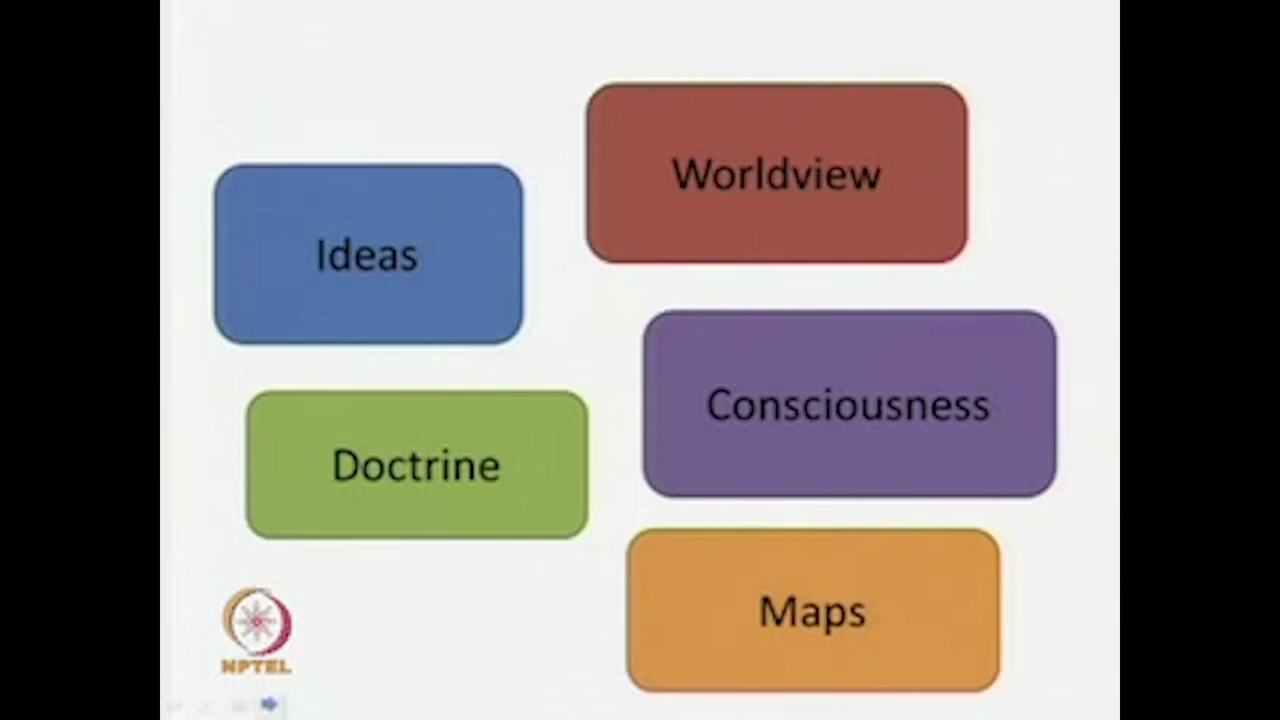 Worldview
Ideas
Consciousness
Doctrine
Maps
NPTEL